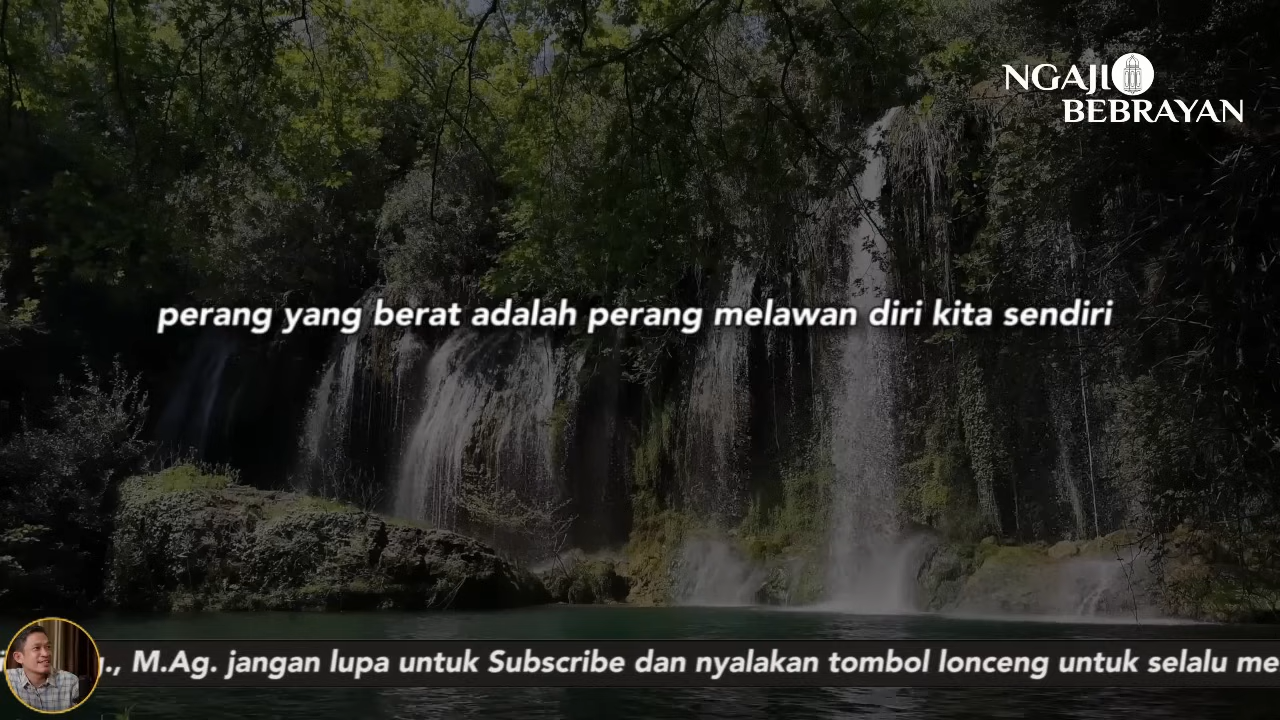 NGAJI
BEBRAYAN
perang yang berat adalah perang melawan diri kita sendiri
M.Ag. jangan lupa untuk Subscribe dan nyalakan tombol lonceng untuk selalu